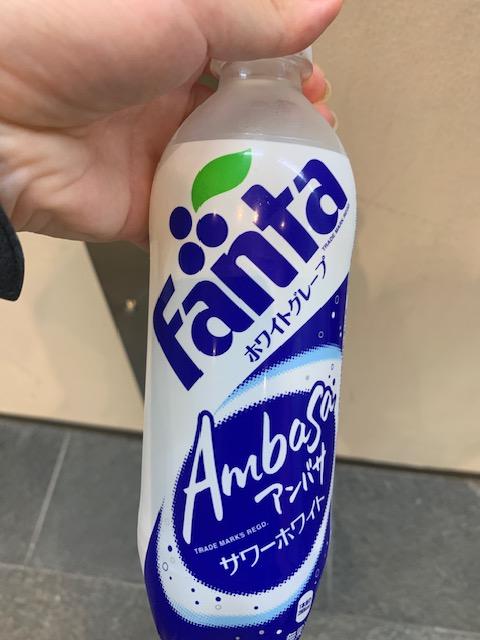 Fanta
TRADE MARK REGD.
ホワイトグレープ
Ambasa
アンバサ
TRADE MARKS REGD.
サワーホワイト